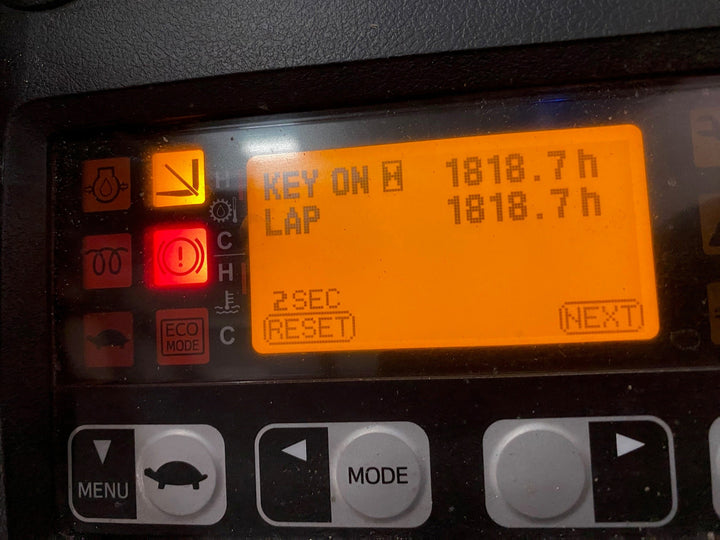 H
C
H
C
ECO
MODE
KEY ON H 1818.7h
LAP 1818.7h
2SEC
RESET
NEXT
MENU
MODE